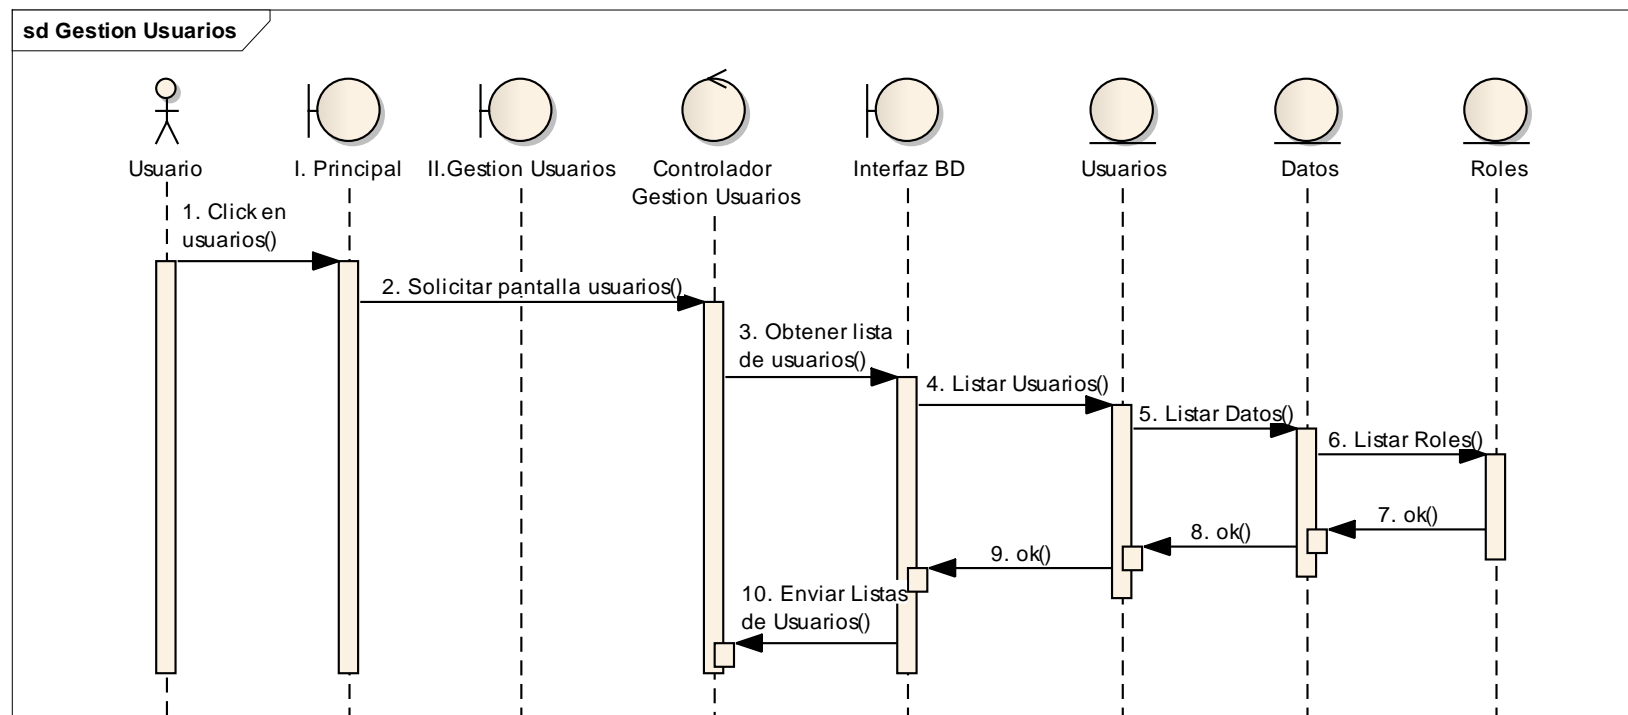 sd Gestion Usuarios
Usuario
I. Principal
II.Gestion Usuarios
Controlador
Gestion Usuarios
Interfaz BD
Usuarios
Datos
Roles
1. Click en
usuarios()
2. Solicitar pantalla usuarios()
3. Obtener lista
de usuarios()
4. Listar Usuarios()
5. Listar Datos()
6. Listar Roles()
7. ok()
8. ok()
9. ok()
10. Enviar Listas
de Usuarios()